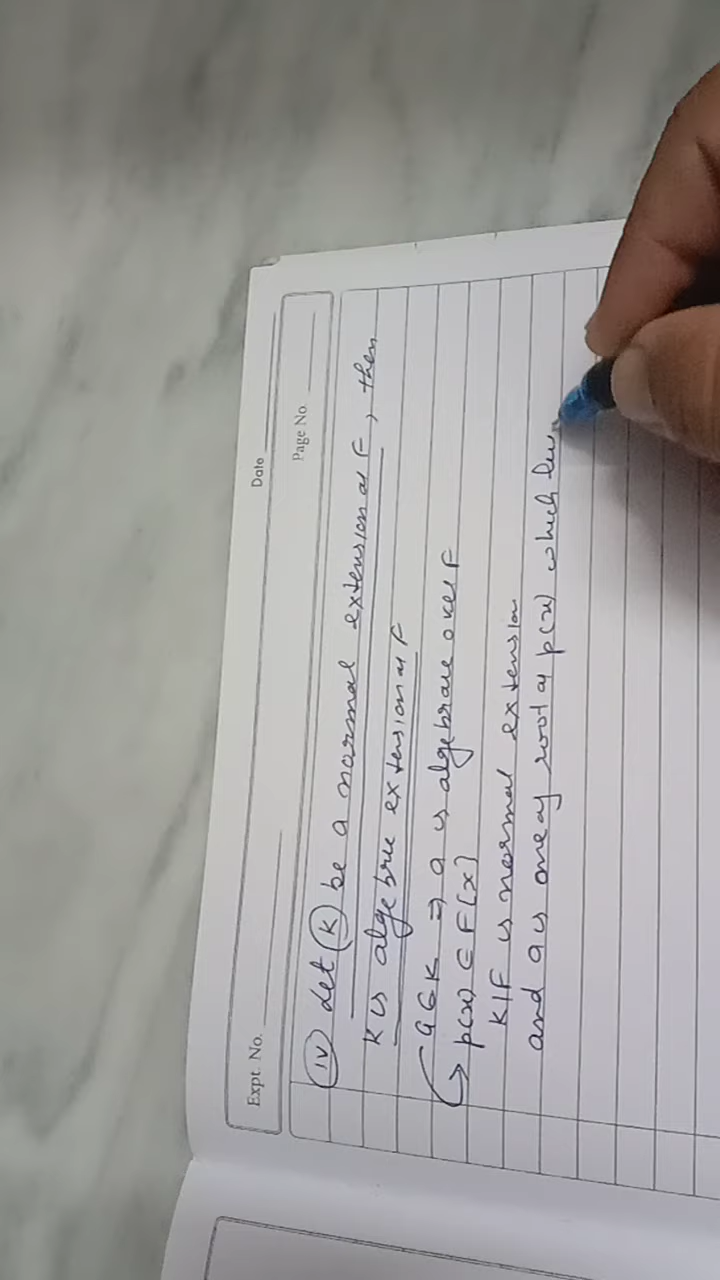 Expt. No.
Date
Page No.
(iv) Let K be a normal extension of F, then
K is algebric extension of F
a ∈ K ⇒ a is algebraic over F
p(x) ∈ F[x]
K|F is normal extension
and a is one of root of p(x) which